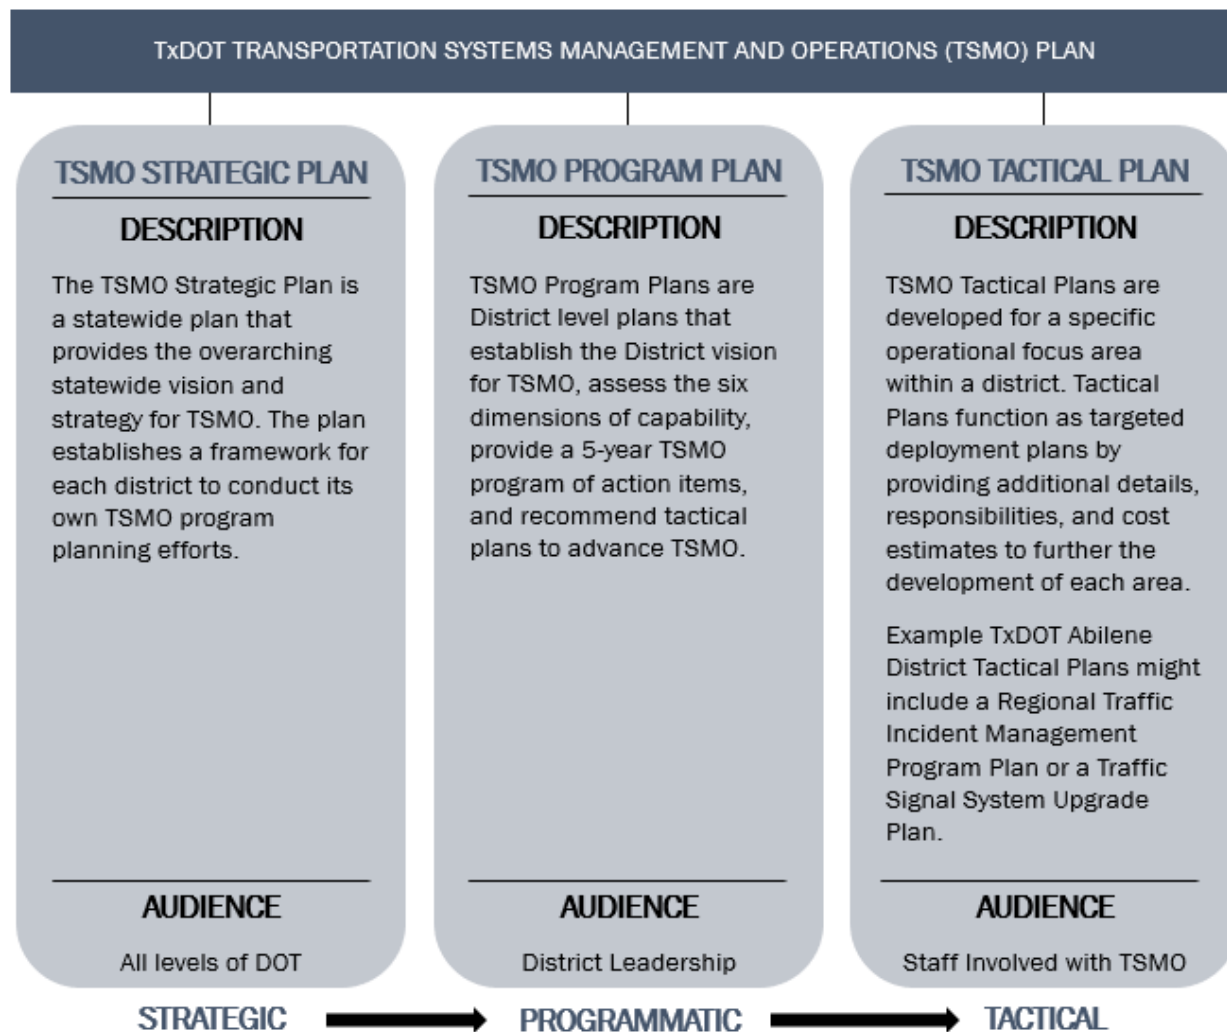 TxDOT TRANSPORTATION SYSTEMS MANAGEMENT AND OPERATIONS (TSMO) PLAN
TSMO STRATEGIC PLAN
DESCRIPTION
The TSMO Strategic Plan is
a statewide plan that
provides the overarching
statewide vision and
strategy for TSMO. The plan
establishes a framework for
each district to conduct its
own TSMO program
planning efforts.
AUDIENCE
All levels of DOT
TSMO PROGRAM PLAN
DESCRIPTION
TSMO Program Plans are
District level plans that
establish the District vision
for TSMO, assess the six
dimensions of capability,
provide a 5-year TSMO
program of action items,
and recommend tactical
plans to advance TSMO.
AUDIENCE
District Leadership
TSMO TACTICAL PLAN
DESCRIPTION
TSMO Tactical Plans are
developed for a specific
operational focus area
within a district. Tactical
Plans function as targeted
deployment plans by
providing additional details,
responsibilities, and cost
estimates to further the
development of each area.
Example TxDOT Abilene
District Tactical Plans might
include a Regional Traffic
Incident Management
Program Plan or a Traffic
Signal System Upgrade
Plan.
AUDIENCE
Staff Involved with TSMO
STRATEGIC
PROGRAMMATIC
TACTICAL